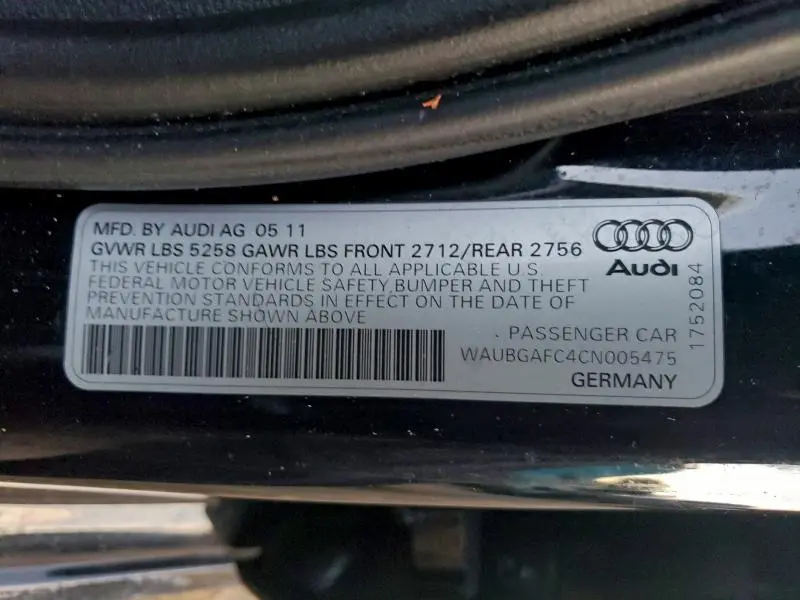 MFD. BY AUDI AG 05 11
GVWR LBS 5258 GAWR LBS FRONT 2712/REAR 2756
THIS VEHICLE CONFORMS TO ALL APPLICABLE U S
FEDERAL MOTOR VEHICLE SAFETY BUMPER AND THEFT
PREVENTION STANDARDS IN EFFECT ON THE DATE OF
MANUFACTURE SHOWN ABOVE
Audi
1752084
PASSENGER CAR
WAUBGAFC4CN005475
GERMANY